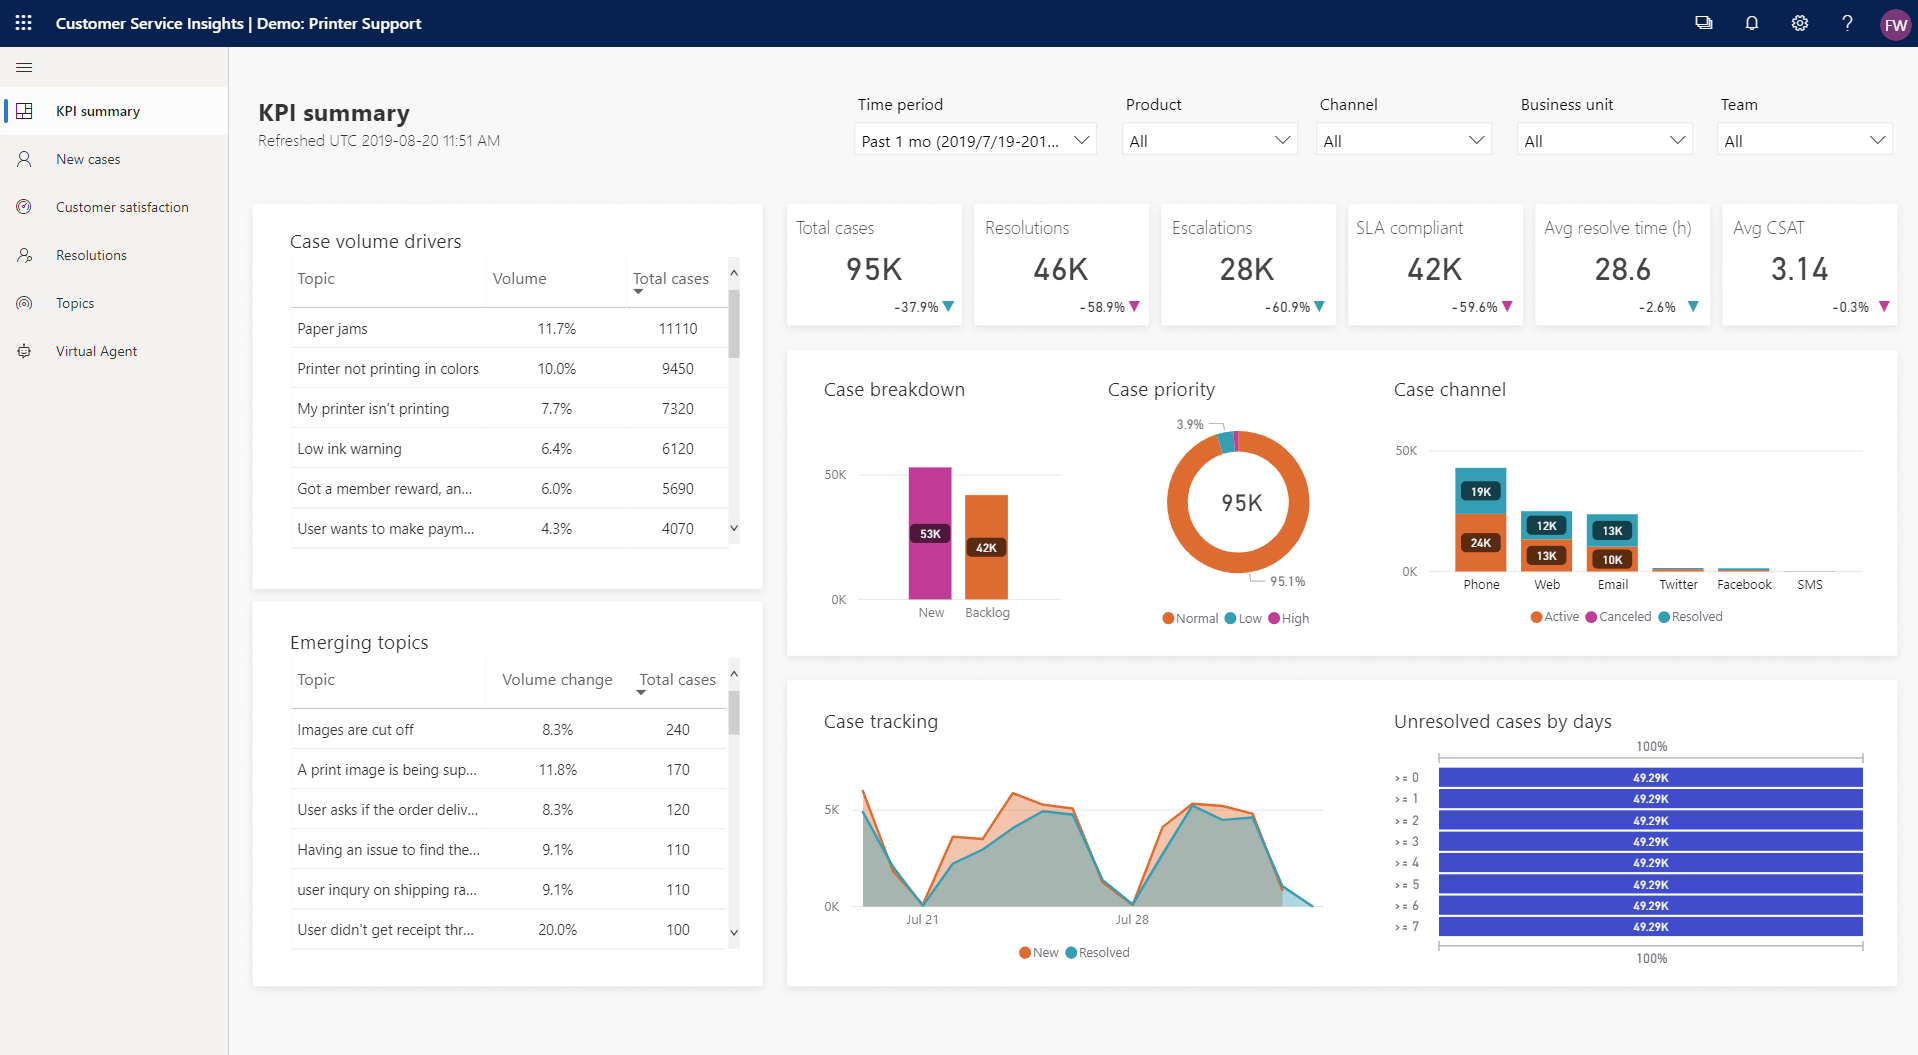 Customer Service Insights | Demo: Printer Support
FW
KPI summary
New cases
Customer satisfaction
Resolutions
Topics
Virtual Agent
KPI summary
Refreshed UTC 2019-08-20 11:51 AM
Time period
Past 1 mo (2019/7/19-201...
Product
All
Channel
All
Business unit
All
Team
All
Case volume drivers
Topic Volume Total cases
Paper jams 11.7% 11110
Printer not printing in colors 10.0% 9450
My printer isn't printing 7.7% 7320
Low ink warning 6.4% 6120
Got a member reward, an... 6.0% 5690
User wants to make paym... 4.3% 4070
Emerging topics
Topic Volume change Total cases
Images are cut off 8.3% 240
A print image is being sup... 11.8% 170
User asks if the order deliv... 8.3% 120
Having an issue to find the... 9.1% 110
user inqury on shipping ra... 9.1% 110
User didn't get receipt thr... 20.0% 100
Total cases
95K
-37.9%
Resolutions
46K
-58.9%
Escalations
28K
-60.9%
SLA compliant
42K
-59.6%
Avg resolve time (h)
28.6
-2.6%
Avg CSAT
3.14
-0.3%
Case breakdown
50K
53K
42K
0K
New Backlog
Case priority
3.9%
95K
95.1%
Normal Low High
Case channel
50K
19K
24K
12K
13K
13K
10K
0K
Phone Web Email Twitter Facebook SMS
Active Canceled Resolved
Case tracking
5K
0K
Jul 21 Jul 28
New Resolved
Unresolved cases by days
100%
>= 0 49.29K
>= 1 49.29K
>= 2 49.29K
>= 3 49.29K
>= 4 49.29K
>= 5 49.29K
>= 6 49.29K
>= 7 49.29K
100%